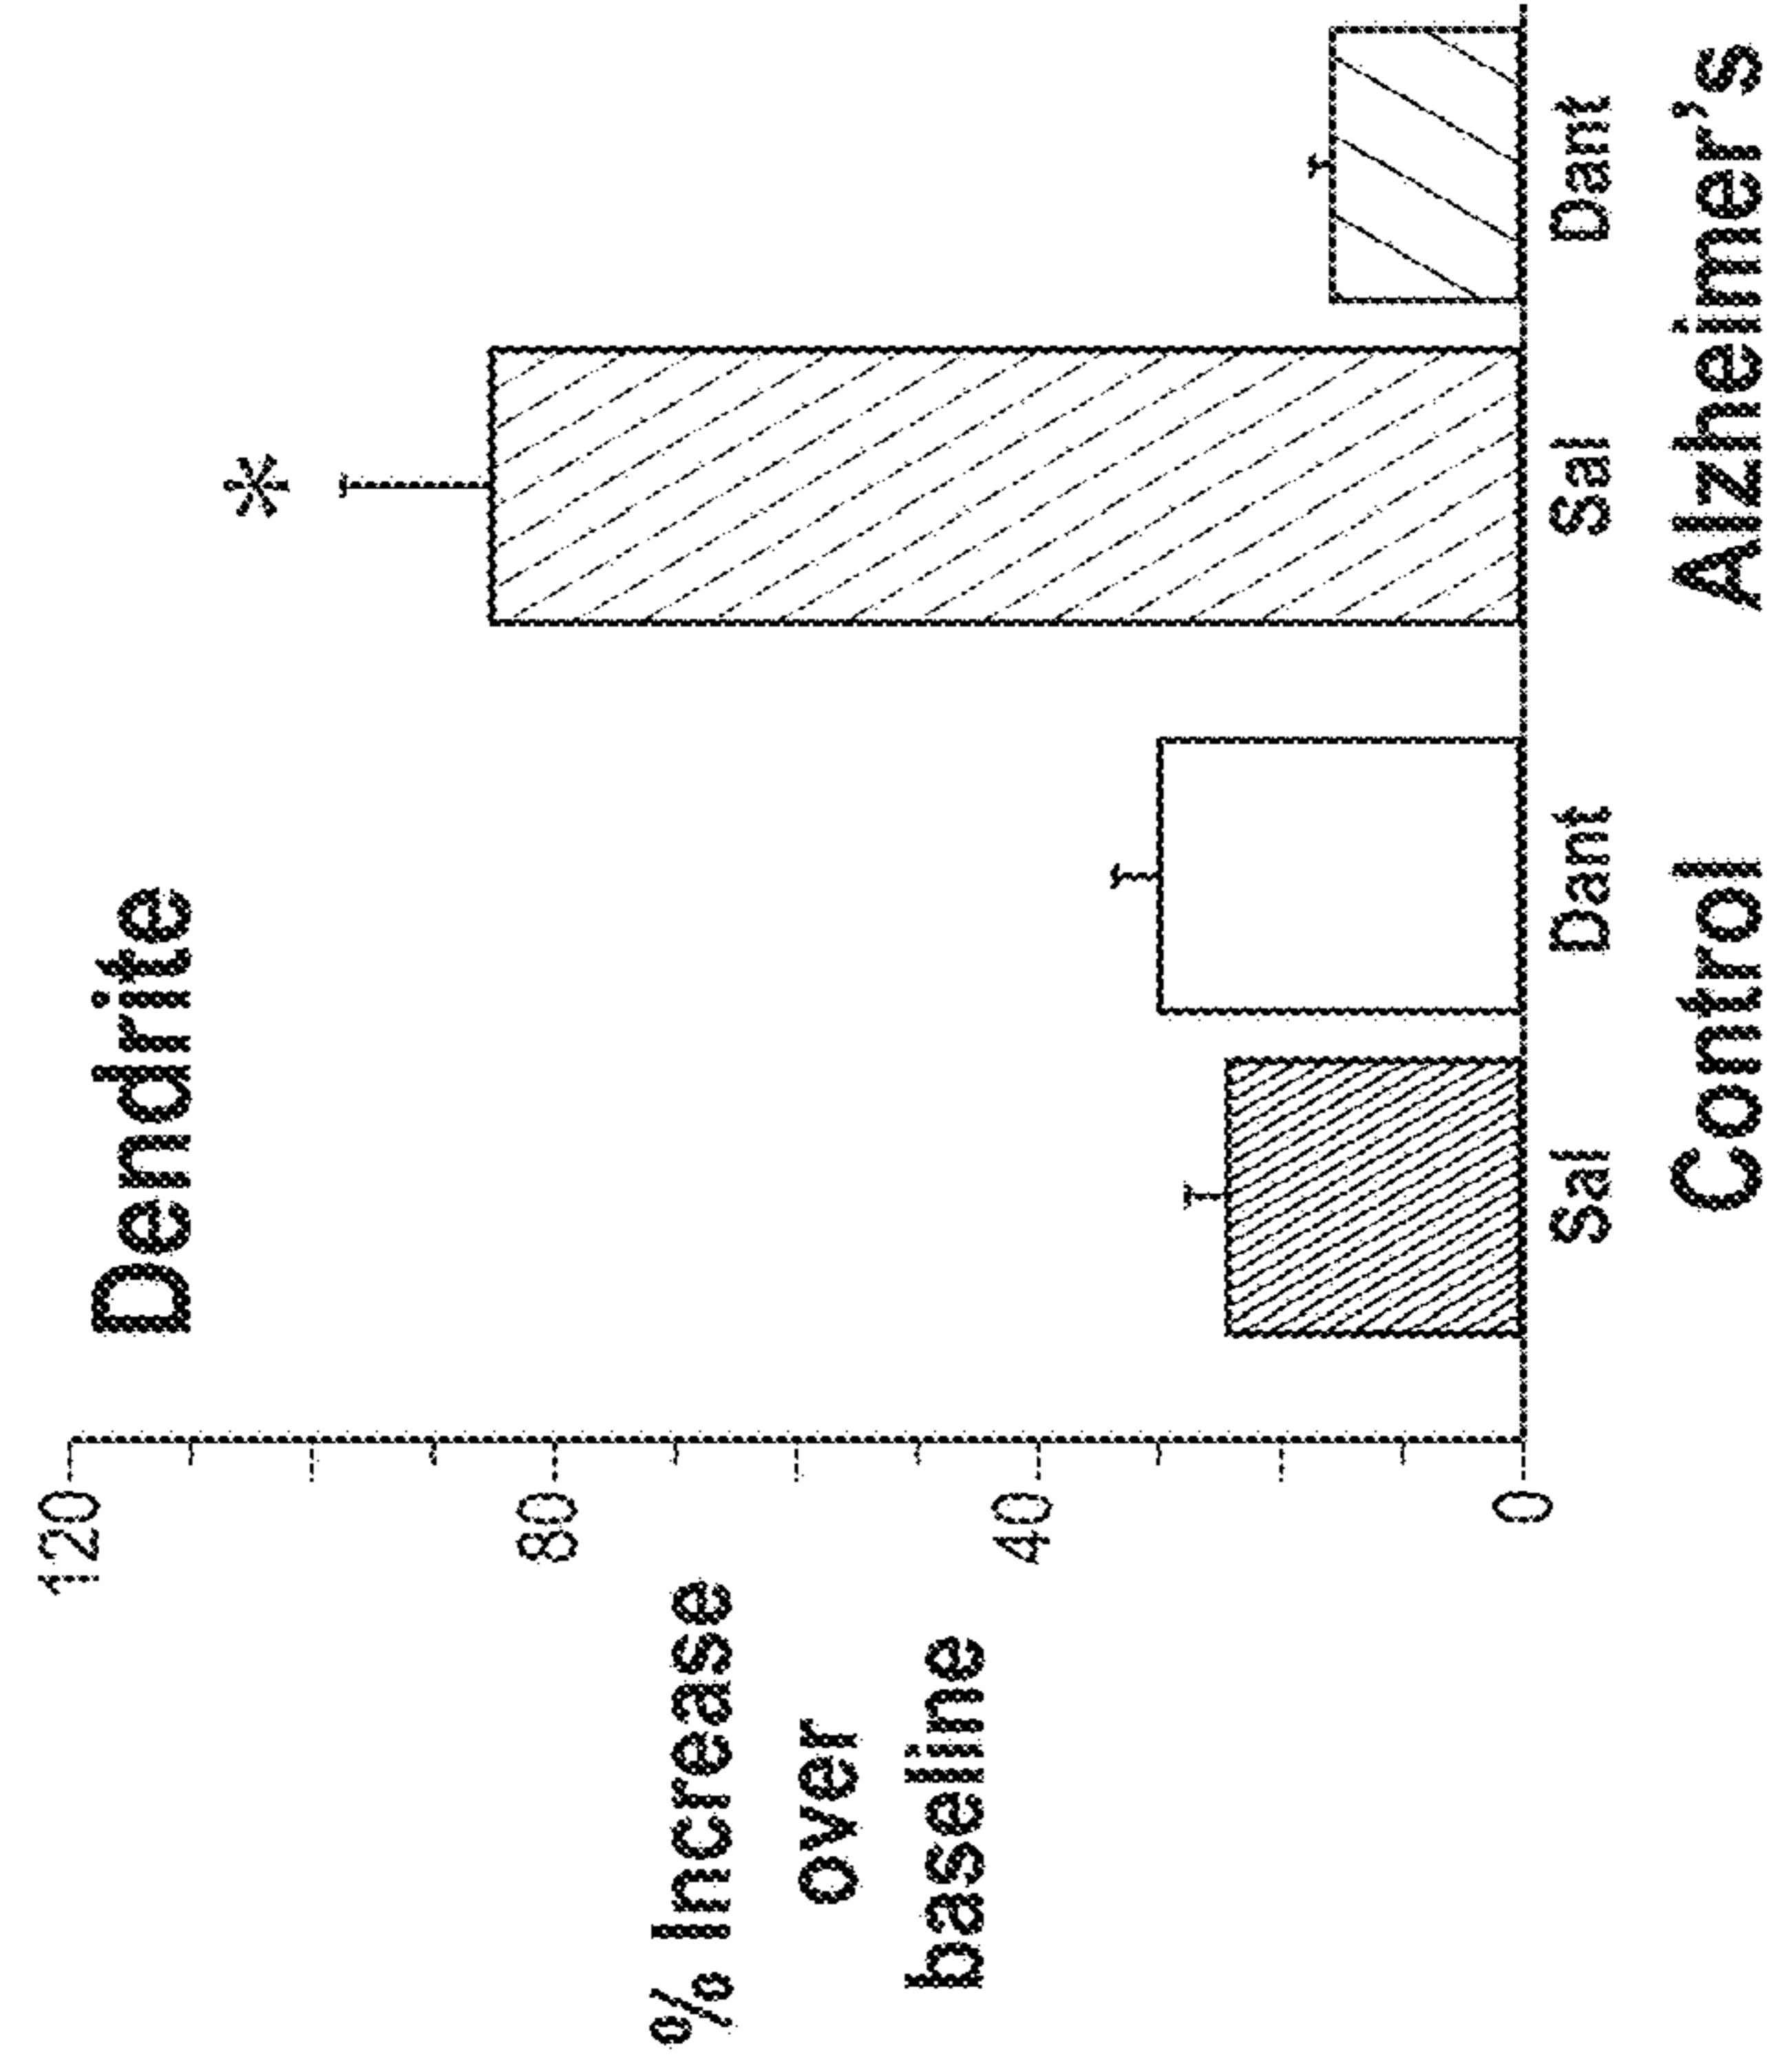 Dendrite
120
80
40
0
% Increase
over
baseline
*
Sal Dant Sal Dant
Control Alzheimer's